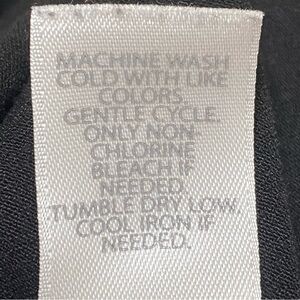 MACHINE WASH
COLD WITH LIKE
COLORS.
GENTLE CYCLE.
ONLY NON-
CHLORINE
BLEACH IF
NEEDED.
TUMBLE DRY LOW.
COOL IRON IF
NEEDED.